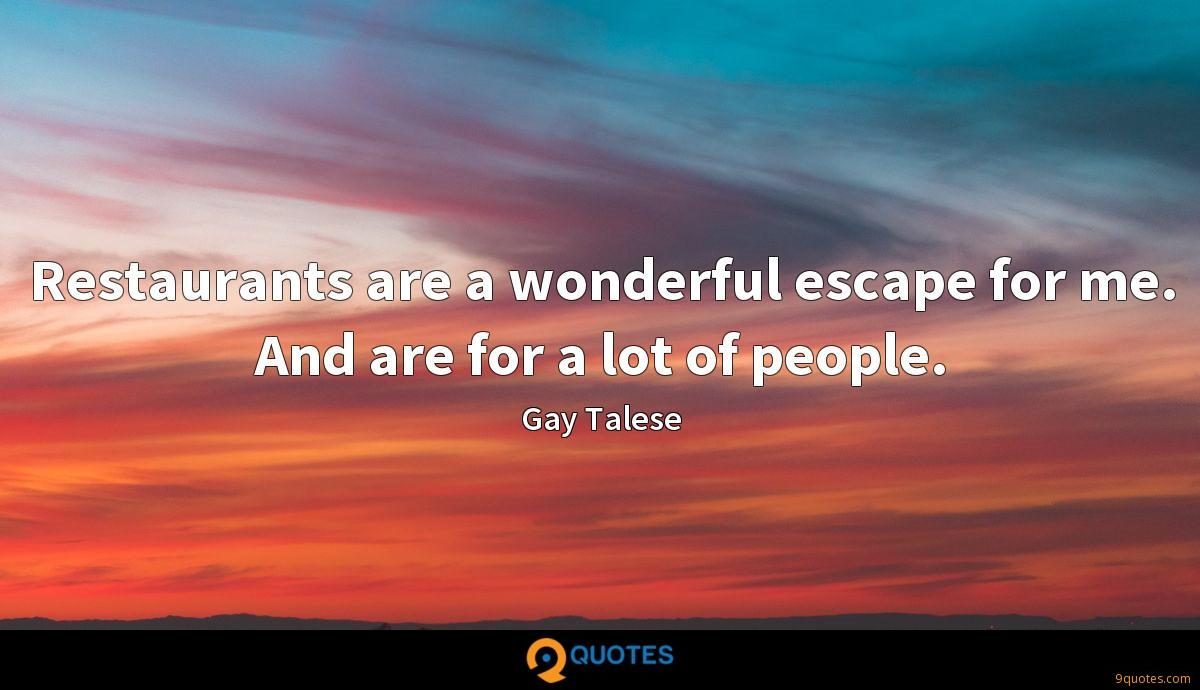 Restaurants are a wonderful escape for me.
And are for a lot of people.
Gay Talese
QUOTES
9quotes.com